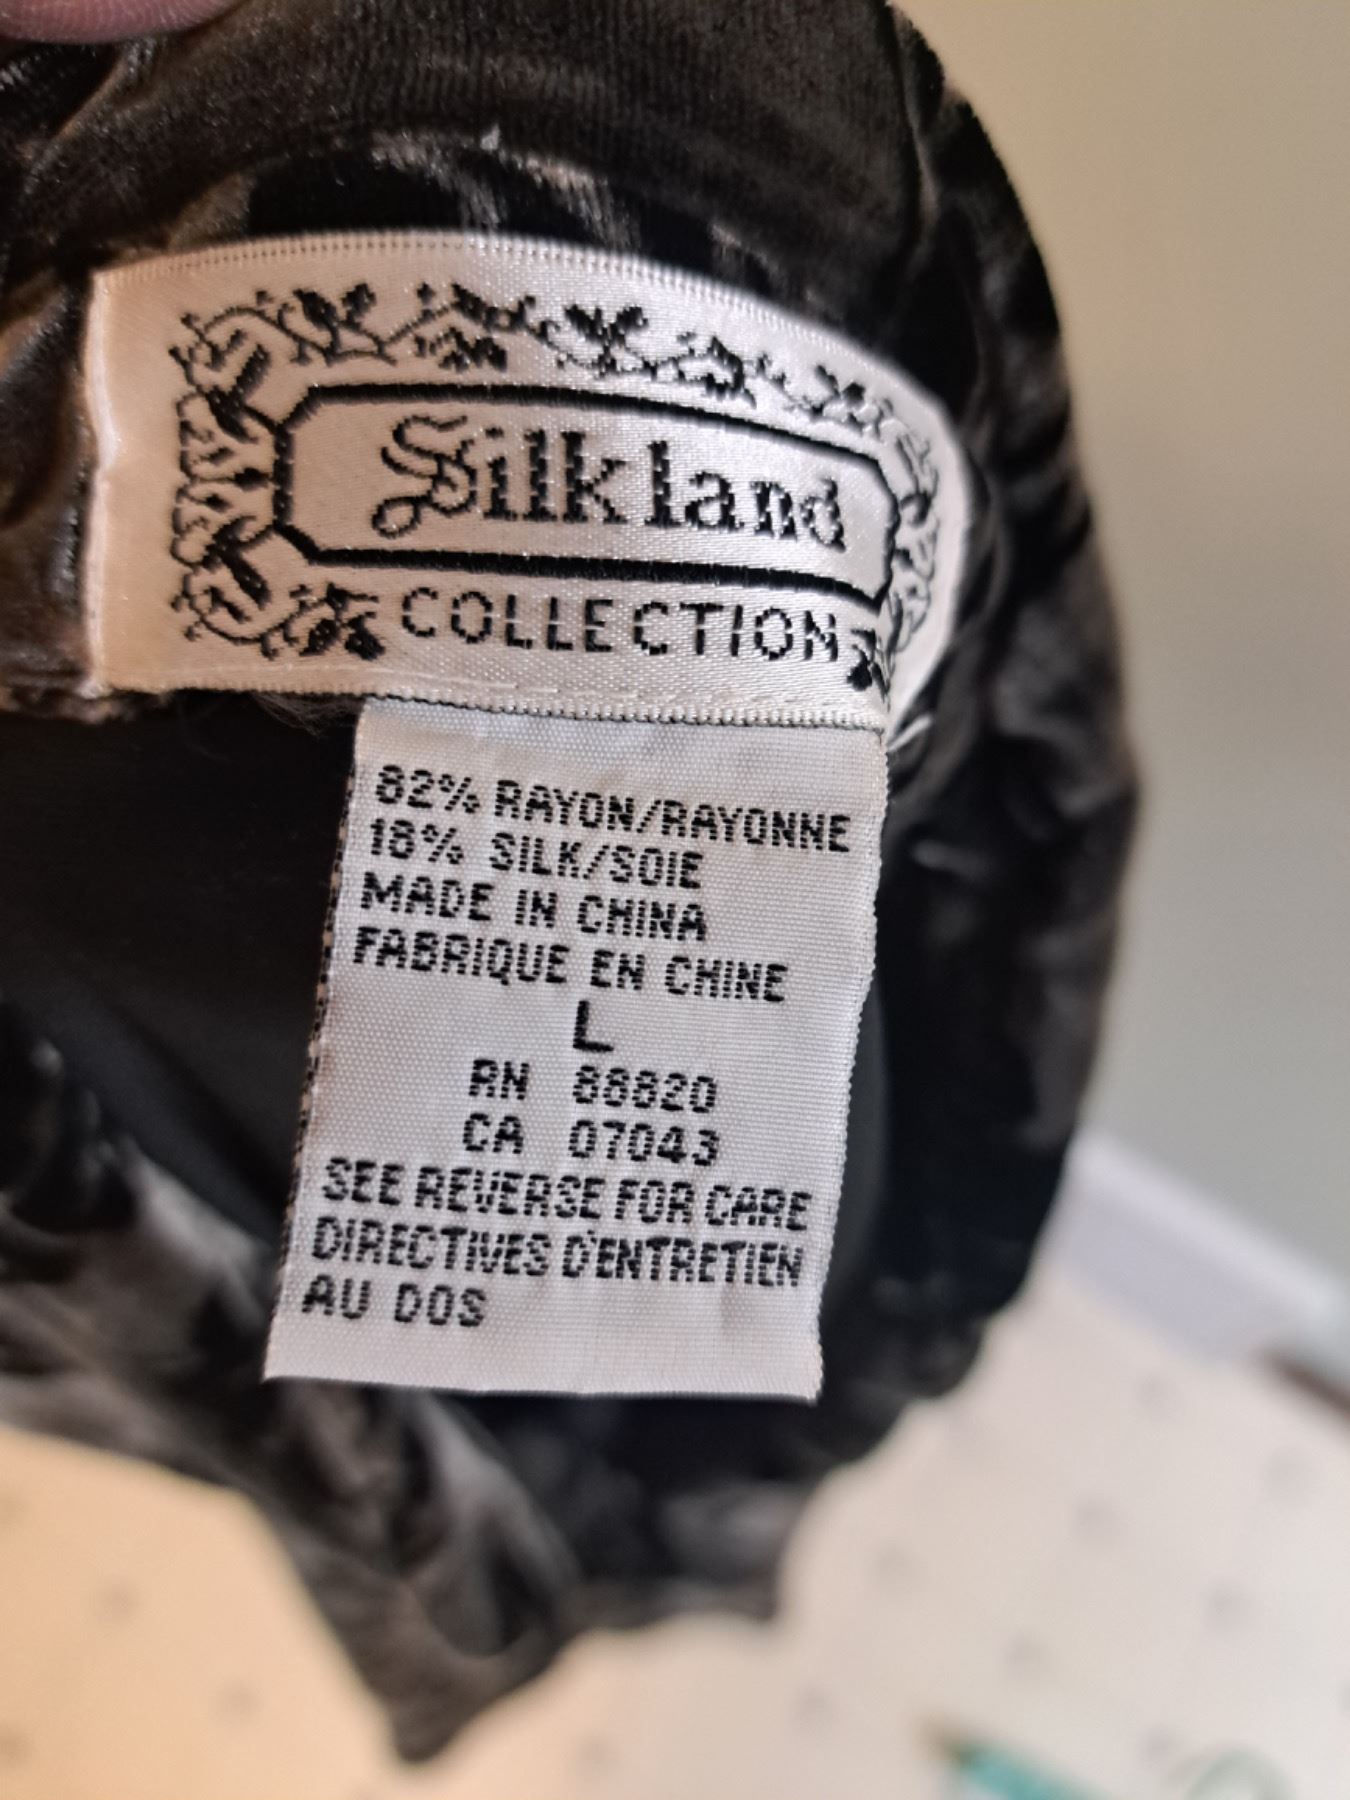 Silkland
COLLECTION
82% RAYON/RAYONNE
18% SILK/SOIE
MADE IN CHINA
FABRIQUE EN CHINE
L
RN 88820
CA 07043
SEE REVERSE FOR CARE
DIRECTIVES D'ENTRETIEN
AU DOS